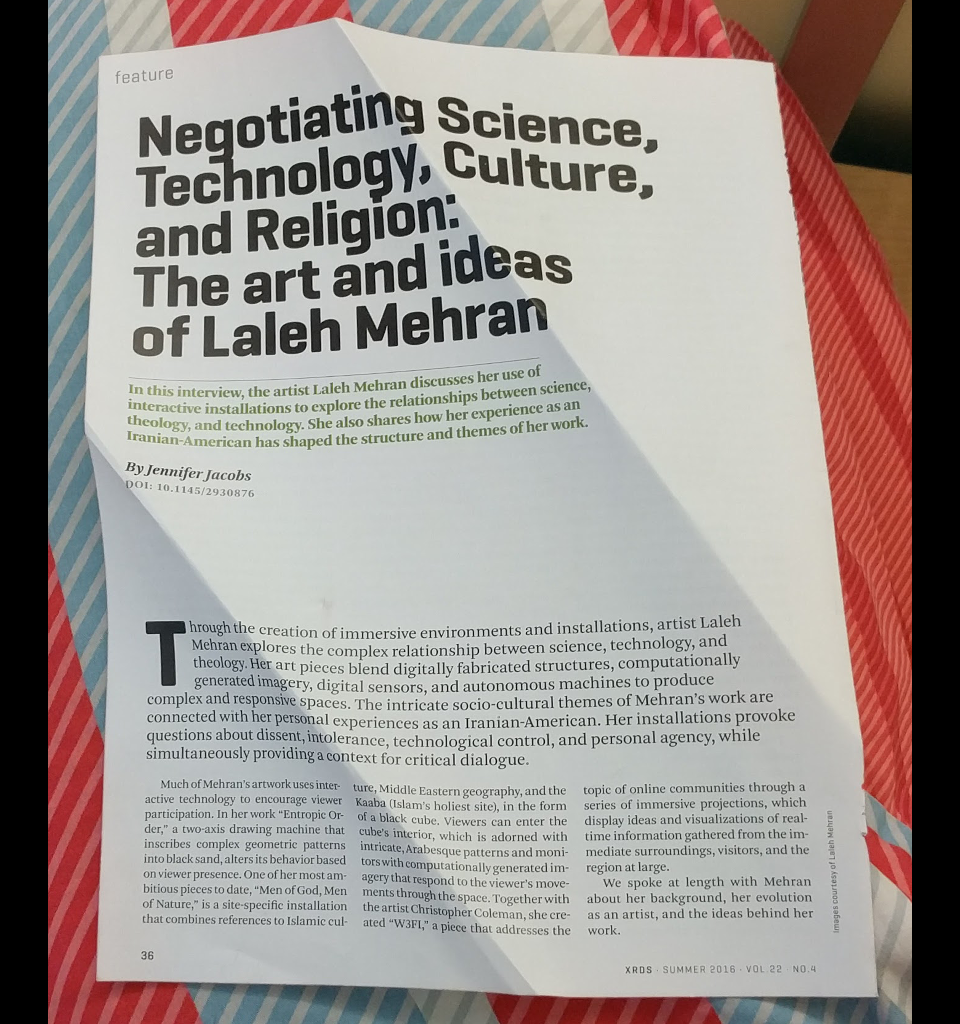 feature
Negotiating Science,
Technology, Culture,
and Religion:
The art and ideas
of Laleh Mehran
In this interview, the artist Laleh Mehran discusses her use of
interactive installations to explore the relationships between science,
theology, and technology. She also shares how her experience as an
Iranian-American has shaped the structure and themes of her work.
By Jennifer Jacobs
DOI: 10.1145/2930876
Through the creation of immersive environments and installations, artist Laleh
Mehran explores the complex relationship between science, technology, and
theology. Her art pieces blend digitally fabricated structures, computationally
generated imagery, digital sensors, and autonomous machines to produce
complex and responsive spaces. The intricate socio-cultural themes of Mehran's work are
connected with her personal experiences as an Iranian-American. Her installations provoke
questions about dissent, intolerance, technological control, and personal agency, while
simultaneously providing a context for critical dialogue.
Much of Mehran's artwork uses inter-
active technology to encourage viewer
participation. In her work “Entropic Or-
der,” a two-axis drawing machine that
inscribes complex geometric patterns
into black sand, alters its behavior based
on viewer presence. One of her most am-
bitious pieces to date, “Men of God, Men
of Nature,” is a site-specific installation
that combines references to Islamic cul-
ture, Middle Eastern geography, and the
Kaaba (Islam's holiest site), in the form
of a black cube. Viewers can enter the
cube's interior, which is adorned with
intricate, Arabesque patterns and moni-
tors with computationally generated im-
agery that respond to the viewer's move-
ments through the space. Together with
the artist Christopher Coleman, she cre-
ated “W3FI,” a piece that addresses the
topic of online communities through a
series of immersive projections, which
display ideas and visualizations of real-
time information gathered from the im-
mediate surroundings, visitors, and the
region at large.
We spoke at length with Mehran
about her background, her evolution
as an artist, and the ideas behind her
work.
Images courtesy of Laleh Mehran
36
XRDS · SUMMER 2016 · VOL.22 · NO.4